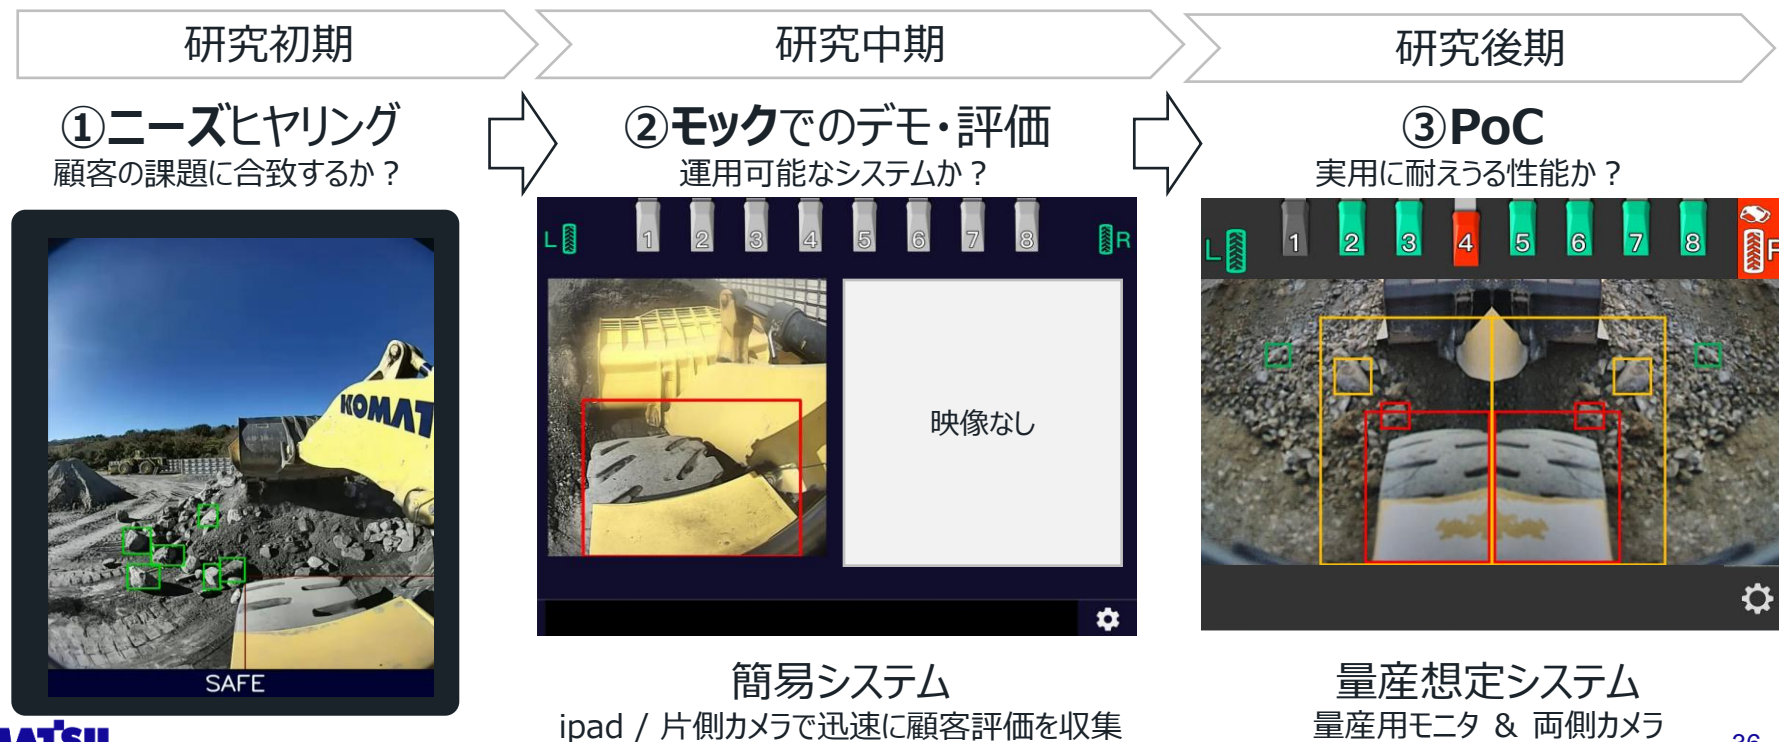 研究初期
研究中期
研究後期
①ニーズヒヤリング
顧客の課題に合致するか？
②モックでのデモ・評価
運用可能なシステムか？
③PoC
実用に耐えうる性能か？
KOMAT
SAFE
L 1 2 3 4 5 6 7 8 R
映像なし
L 1 2 3 4 5 6 7 8
簡易システム
ipad / 片側カメラで迅速に顧客評価を収集
量産想定システム
量産用モニタ & 両側カメラ